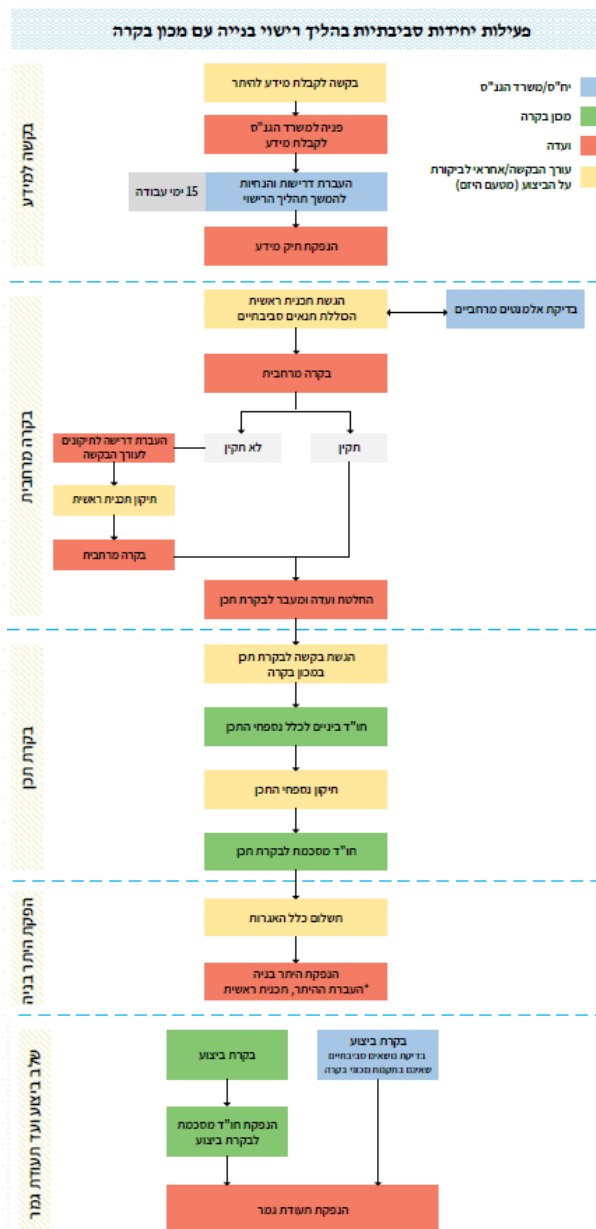 פעילות יחידות סביבתיות בהליך רישוי בנייה עם מכון בקרה
יח"ס/משרד הגנ"ס
מכון בקרה
ועדה
עורך הבקשה/אחראי לביקורת
על הביצוע (מטעם היזם)
בקשה למידע
בקשה לקבלת מידע להיתר
פניה למשרד הגנ"ס
לקבלת מידע
העברת דרישות והנחיות
להמשך תהליך הרישוי
15 ימי עבודה
הנפקת תיק מידע
בקרה מרחבית
הגשת תכנית ראשית
הכוללת תנאים סביבתיים
בדיקת אלמנטים מרחביים
בקרה מרחבית
תקין
לא תקין
העברת דרישה לתיקונים
לעורך הבקשה
תיקון תכנית ראשית
בקרה מרחבית
החלטת ועדה ומעבר לבקרת תכן
בקרת תכן
הגשת בקשה לבקרת תכן
במכון בקרה
חו"ד ביניים לכלל נספחי התכן
תיקון נספחי התכן
חו"ד מסכמת לבקרת תכן
הפקת היתר בניה
תשלום כלל האגרות
הנפקת היתר בניה
*העברת ההיתר, תכנית ראשית
שלב ביצוע ועד תעודת גמר
בקרת ביצוע
בדיקת נושאים סביבתיים
שאינם בתקנות מכוני בקרה
בקרת ביצוע
הנפקת חו"ד מסכמת
לבקרת ביצוע
הנפקת תעודת גמר